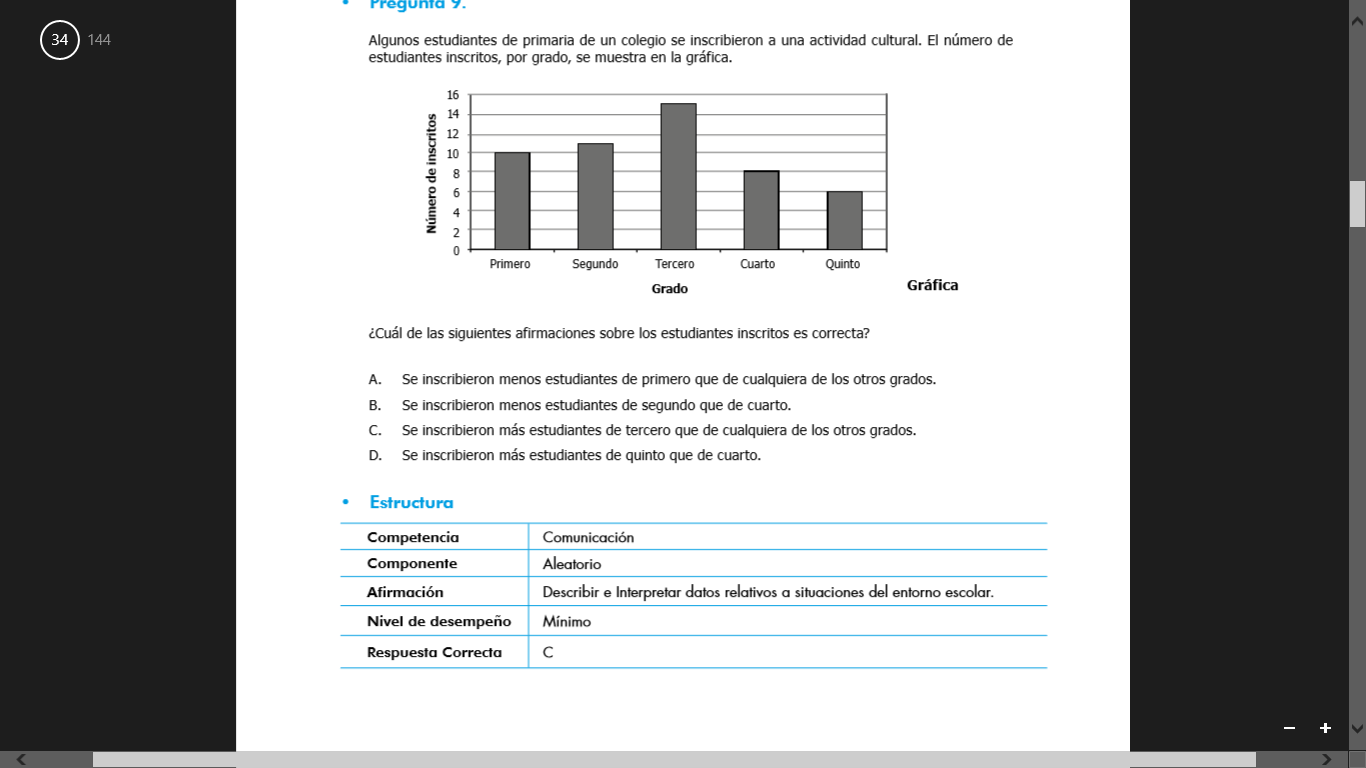 34 144
• Pregunta 9.
Algunos estudiantes de primaria de un colegio se inscribieron a una actividad cultural. El número de
estudiantes inscritos, por grado, se muestra en la gráfica.
Número de inscritos
16
14
12
10
8
6
4
2
0
Primero Segundo Tercero Cuarto Quinto
Grado
Gráfica
¿Cuál de las siguientes afirmaciones sobre los estudiantes inscritos es correcta?
A. Se inscribieron menos estudiantes de primero que de cualquiera de los otros grados.
B. Se inscribieron menos estudiantes de segundo que de cuarto.
C. Se inscribieron más estudiantes de tercero que de cualquiera de los otros grados.
D. Se inscribieron más estudiantes de quinto que de cuarto.
• Estructura
Competencia Comunicación
Componente Aleatorio
Afirmación Describir e Interpretar datos relativos a situaciones del entorno escolar.
Nivel de desempeño Mínimo
Respuesta Correcta C